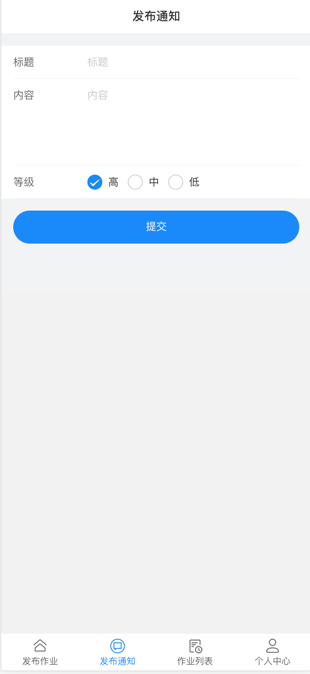 发布通知
标题 标题
内容 内容
等级 高 中 低
提交
发布作业 发布通知 作业列表 个人中心